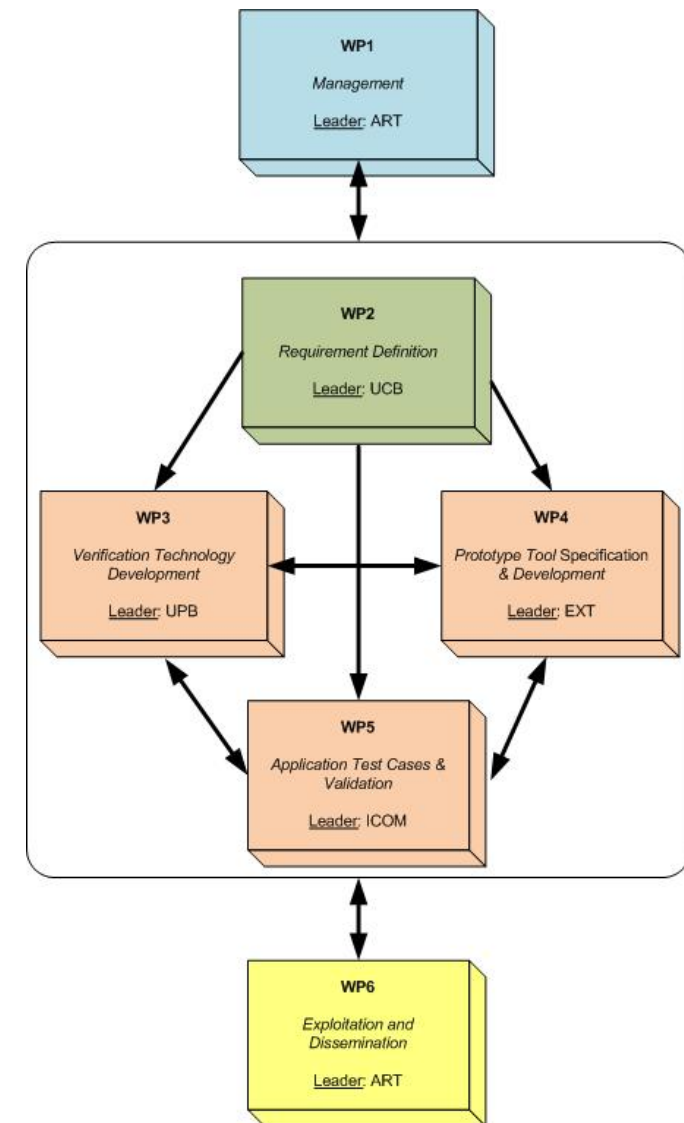 WP1
Management
Leader: ART
WP2
Requirement Definition
Leader: UCB
WP3
Verification Technology
Development
Leader: UPB
WP4
Prototype Tool Specification
& Development
Leader: EXT
WP5
Application Test Cases &
Validation
Leader: ICOM
WP6
Exploitation and
Dissemination
Leader: ART